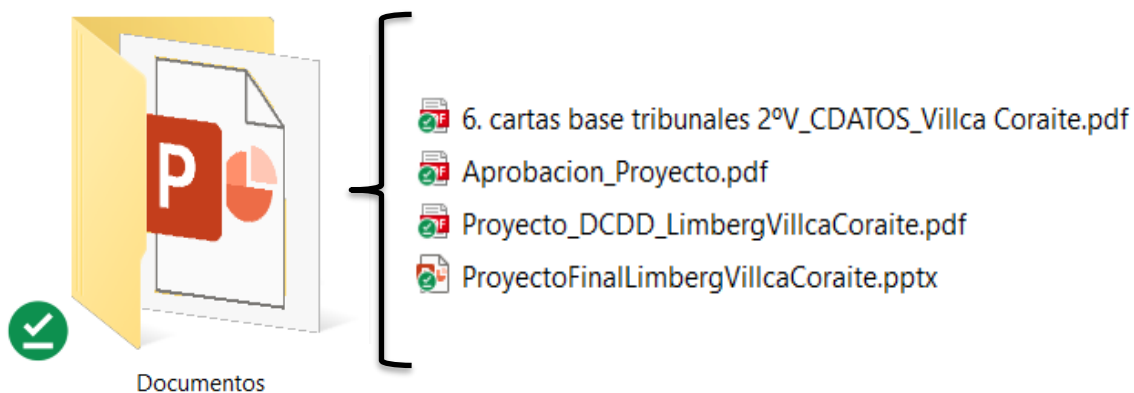 P
6. cartas base tribunales 2ºV_CDATOS_Villca Coraite.pdf
Aprobacion_Proyecto.pdf
Proyecto_DCDD_LimbergVillcaCoraite.pdf
ProyectoFinalLimbergVillcaCoraite.pptx
Documentos